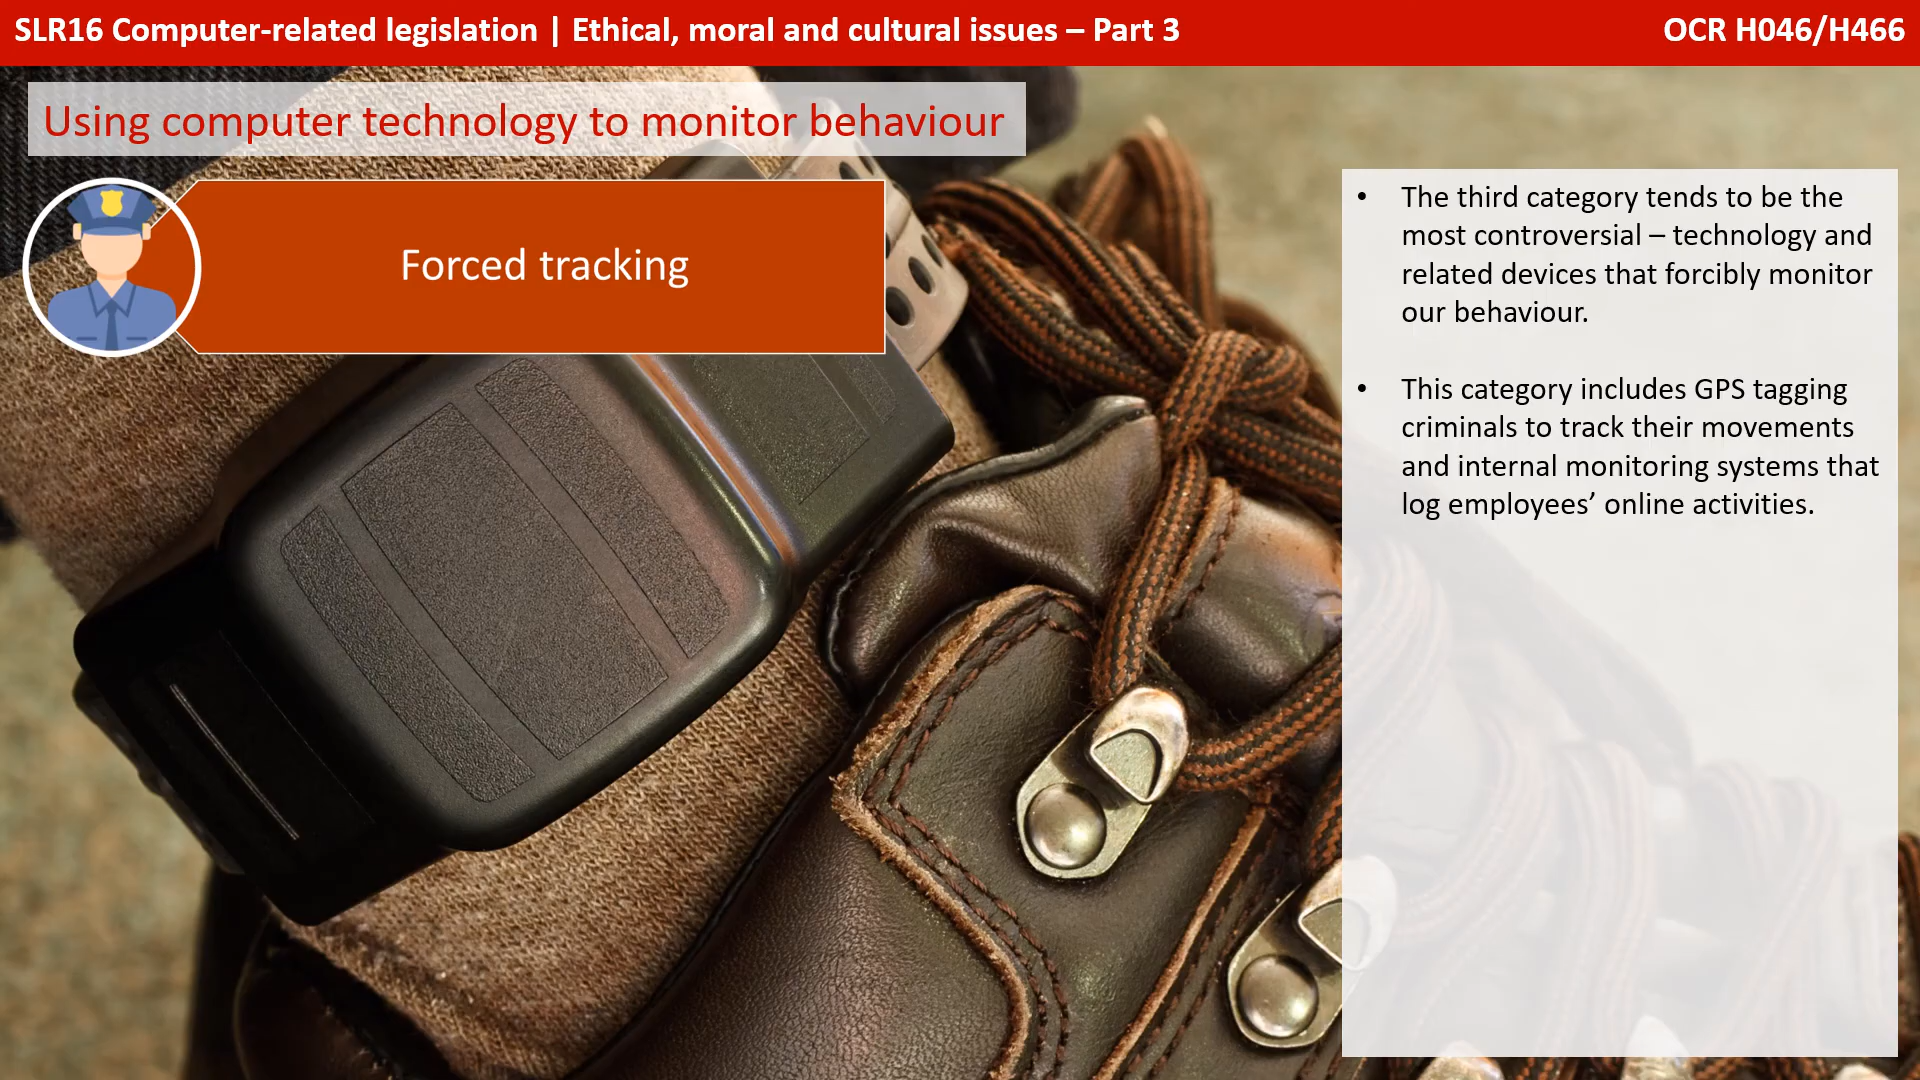 SLR16 Computer-related legislation | Ethical, moral and cultural issues – Part 3
OCR H046/H466
Using computer technology to monitor behaviour
Forced tracking
• The third category tends to be the
most controversial – technology and
related devices that forcibly monitor
our behaviour.
• This category includes GPS tagging
criminals to track their movements
and internal monitoring systems that
log employees’ online activities.